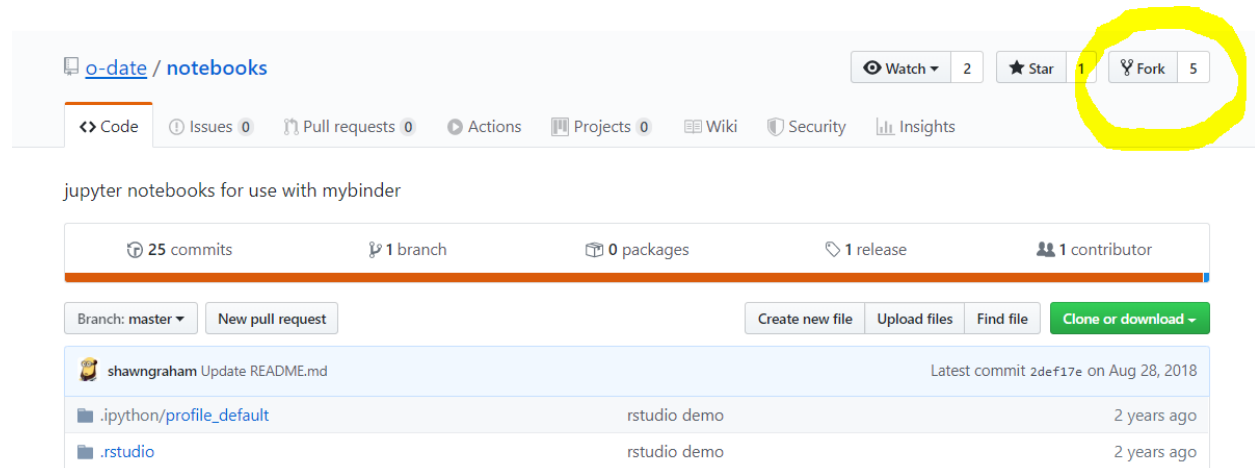 o-date / notebooks Watch 2 Star 1 Fork 5
Code Issues 0 Pull requests 0 Actions Projects 0 Wiki Security Insights
jupyter notebooks for use with mybinder
25 commits 1 branch 0 packages 1 release 1 contributor
Branch: master New pull request Create new file Upload files Find file Clone or download
shawngraham Update README.md Latest commit 2def17e on Aug 28, 2018
.ipython/profile_default rstudio demo 2 years ago
.rstudio rstudio demo 2 years ago